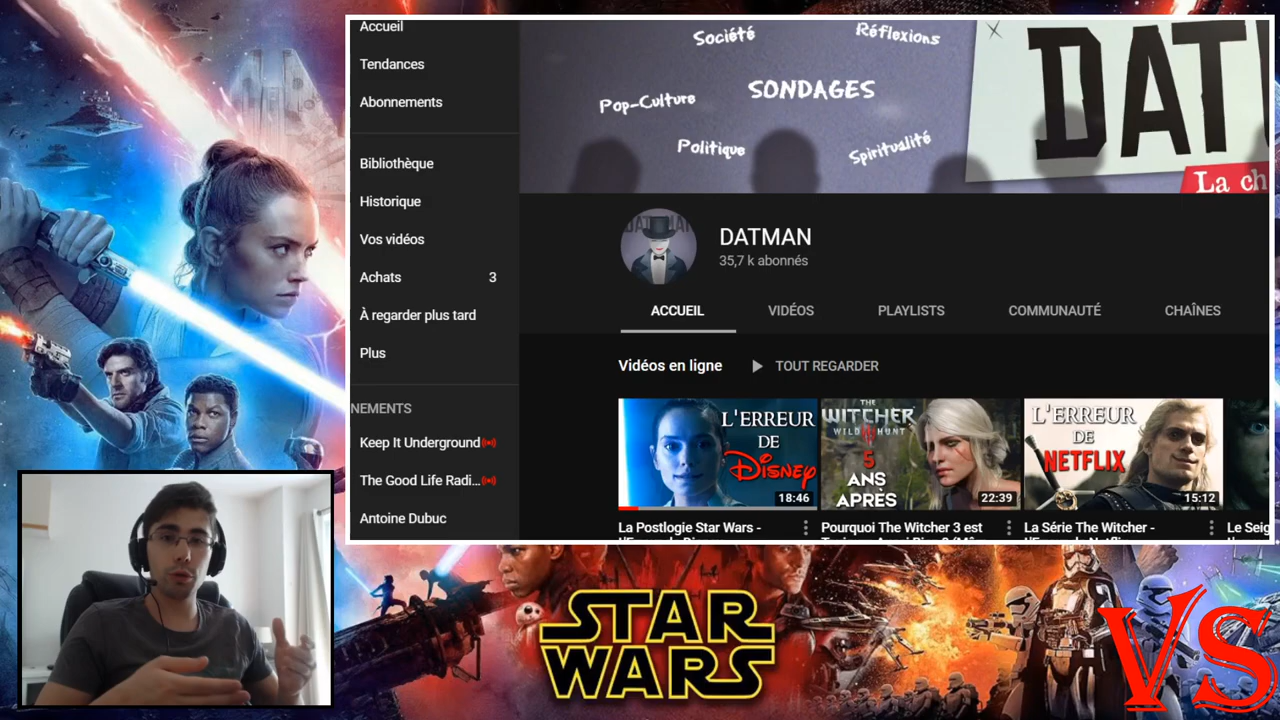 Accueil
Tendances
Abonnements
Bibliothèque
Historique
Vos vidéos
Achats 3
À regarder plus tard
Plus
NEMENTS
Keep It Underground
The Good Life Radi...
Antoine Dubuc
Société Réflexions
SONDAGES
Pop-Culture
Politique Spiritualité
DAT
La ch
DATMAN
35,7 k abonnés
ACCUEIL VIDÉOS PLAYLISTS COMMUNAUTÉ CHAÎNES
Vidéos en ligne TOUT REGARDER
L'ERREUR
DE
DISNEY
18:46
THE
WITCHER
WILD HUNT
5
ANS
APRÈS
22:39
L'ERREUR
DE
NETFLIX
15:12
La Postlogie Star Wars -
Pourquoi The Witcher 3 est
La Série The Witcher -
Le Seig
STAR
WARS
VS